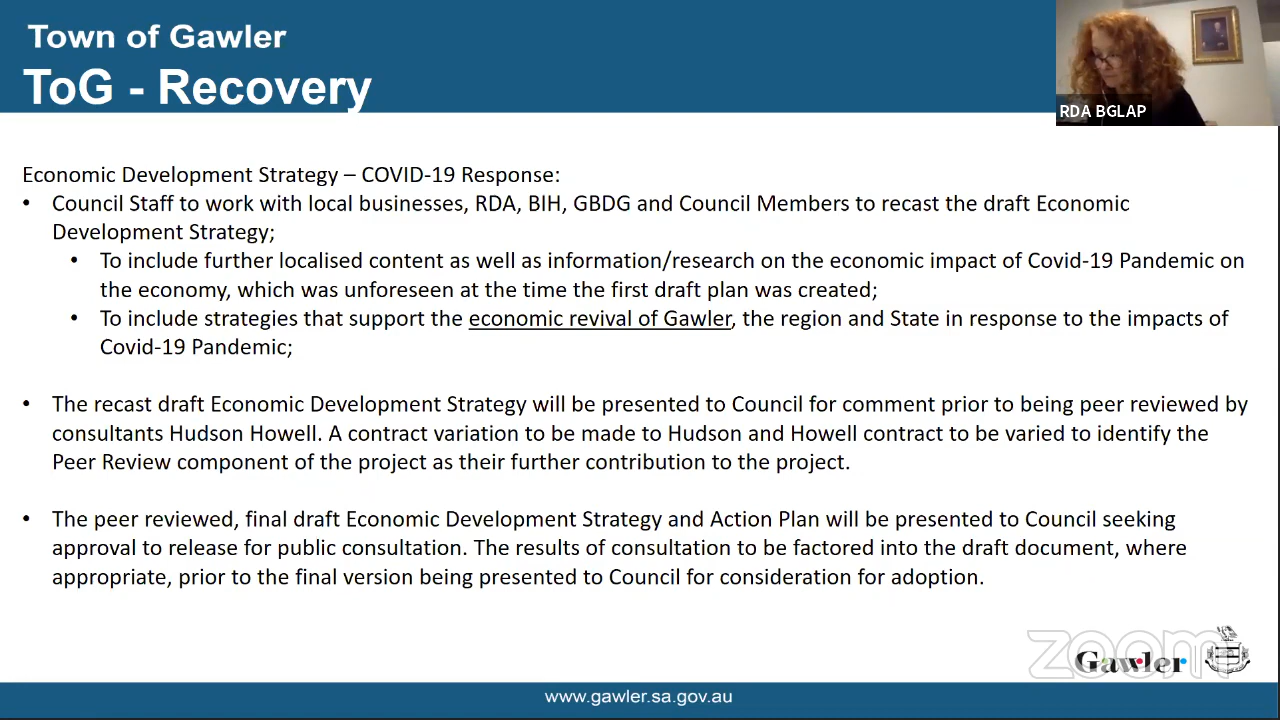 Town of Gawler
ToG - Recovery
RDA BGLAP
Economic Development Strategy – COVID-19 Response:
• Council Staff to work with local businesses, RDA, BIH, GBDG and Council Members to recast the draft Economic
Development Strategy;
• To include further localised content as well as information/research on the economic impact of Covid-19 Pandemic on
the economy, which was unforeseen at the time the first draft plan was created;
• To include strategies that support the economic revival of Gawler, the region and State in response to the impacts of
Covid-19 Pandemic;
• The recast draft Economic Development Strategy will be presented to Council for comment prior to being peer reviewed by
consultants Hudson Howell. A contract variation to be made to Hudson and Howell contract to be varied to identify the
Peer Review component of the project as their further contribution to the project.
• The peer reviewed, final draft Economic Development Strategy and Action Plan will be presented to Council seeking
approval to release for public consultation. The results of consultation to be factored into the draft document, where
appropriate, prior to the final version being presented to Council for consideration for adoption.
zoom
Gawler
www.gawler.sa.gov.au